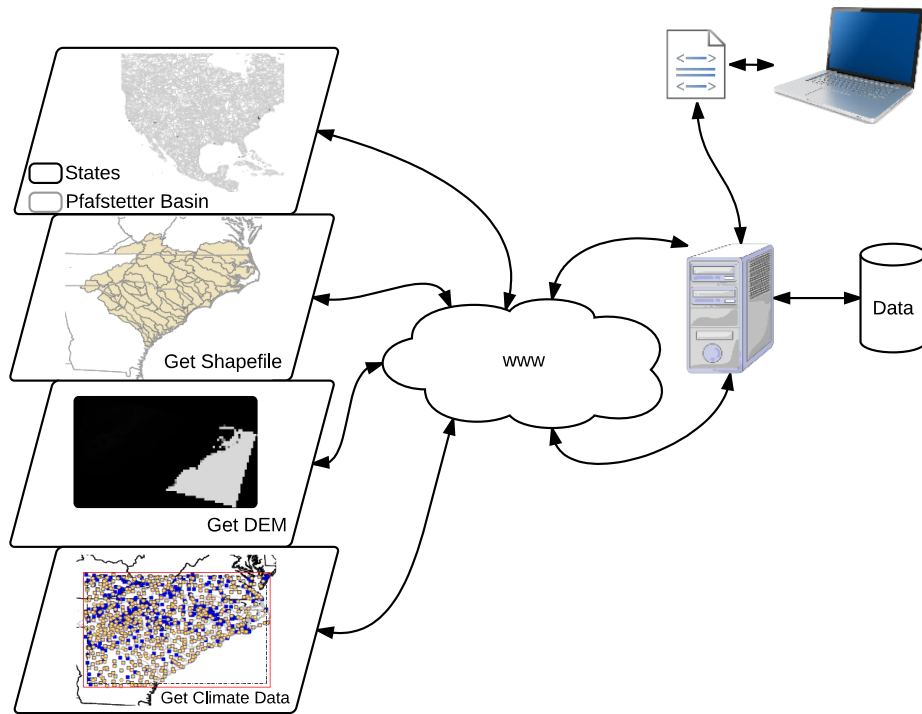 States
Pfafstetter Basin
Get Shapefile
Get DEM
Get Climate Data
www
Data